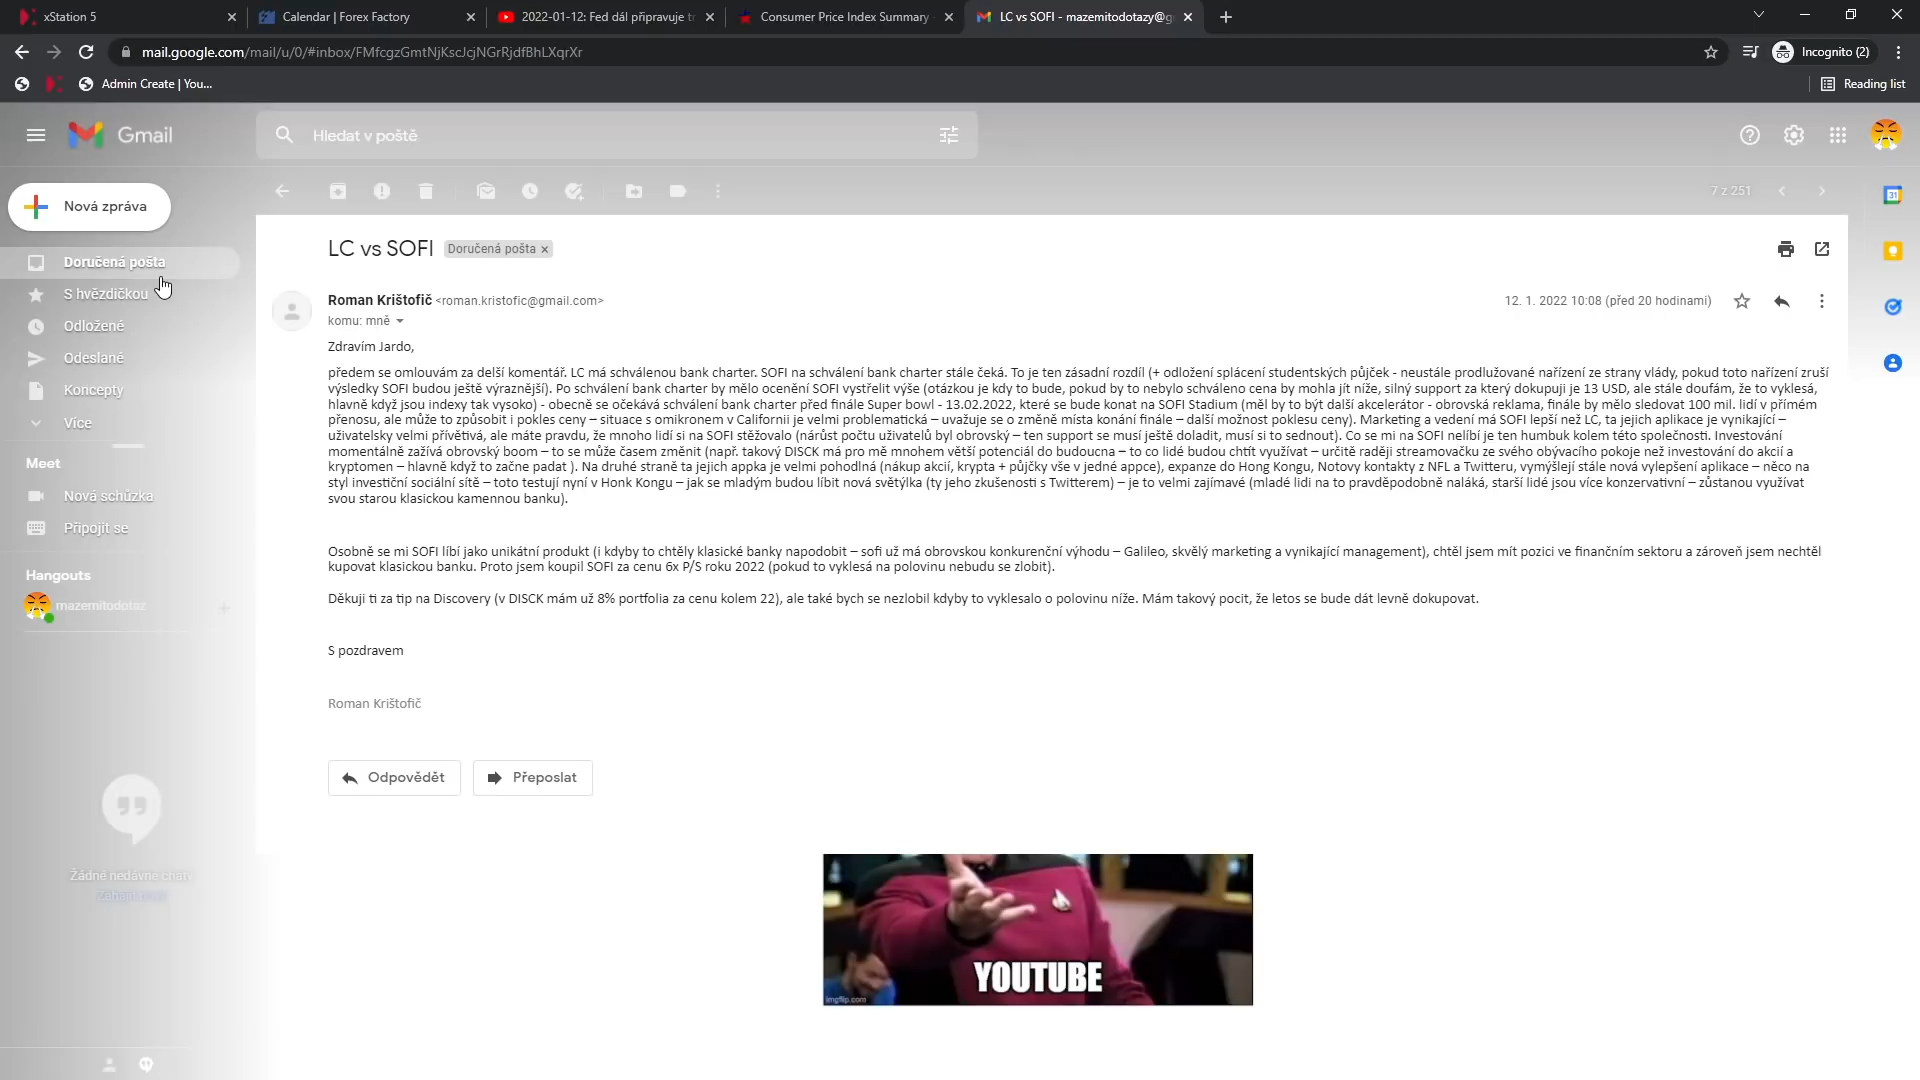 xStation 5
Calendar | Forex Factory
2022-01-12: Fed dál připravuje tr
Consumer Price Index Summary
LC vs SOFI - mazemitodotazy@g
mail.google.com/mail/u/0/#inbox/FMfcgzGmtNjKscJcjNGrRjdfBhLXqrXr
Incognito (2)
Admin Create | You...
Reading list
Gmail
Hledat v poště
Nová zpráva
7 z 251
Doručená pošta
S hvězdičkou
Odložené
Odeslané
Koncepty
Více
Meet
Nová schůzka
Připojit se
Hangouts
mazemitodotaz
Žádné nedávné chaty
LC vs SOFI
Doručená pošta
Roman Krištofič <roman.kristofic@gmail.com>
12. 1. 2022 10:08 (před 20 hodinami)
komu: mně
Zdravím Jardo,
předem se omlouvám za delší komentář. LC má schválenou bank charter. SOFI na schválení bank charter stále čeká. To je ten zásadní rozdíl (+ odložení splácení studentských půjček - neustále prodlužované nařízení ze strany vlády, pokud toto nařízení zruší
výsledky SOFI budou ještě výraznější). Po schválení bank charter by mělo ocenění SOFI vystřelit výše (otázkou je kdy to bude, pokud by to nebylo schváleno cena by mohla jít níže, silný support za který dokupuji je 13 USD, ale stále doufám, že to vyklesá,
hlavně když jsou indexy tak vysoko) - obecně se očekává schválení bank charter před finále Super bowl - 13.02.2022, které se bude konat na SOFI Stadium (měl by to být další akcelerátor - obrovská reklama, finále by mělo sledovat 100 mil. lidí v přímém
přenosu, ale může to způsobit i pokles ceny – situace s omikronem v Californii je velmi problematická – uvažuje se o změně místa konání finále – další možnost poklesu ceny). Marketing a vedení má SOFI lepší než LC, ta jejich aplikace je vynikající –
uživatelsky velmi přívětivá, ale máte pravdu, že mnoho lidí si na SOFI stěžovalo (nárůst počtu uživatelů byl obrovský – ten support se musí ještě doladit, musí si to sednout). Co se mi na SOFI nelíbí je ten humbuk kolem této společnosti. Investování
momentálně zažívá obrovský boom – to se může časem změnit (např. takový DISCK má pro mě mnohem větší potenciál do budoucna – to co lidé budou chtít využívat – určitě raději streamovačku ze svého obývacího pokoje než investování do akcií a
kryptomen – hlavně když to začne padat ). Na druhé straně ta jejich appka je velmi pohodlná (nákup akcií, krypta + půjčky vše v jedné appce), expanze do Hong Kongu, Notovy kontakty z NFL a Twitteru, vymýšlejí stále nová vylepšení aplikace – něco na
styl investiční sociální sítě – toto testují nyní v Honk Kongu – jak se mladým budou líbit nová světýlka (ty jeho zkušenosti s Twitterem) – je to velmi zajímavé (mladé lidi na to pravděpodobně naláká, starší lidé jsou více konzervativní – zůstanou využívat
svou starou klasickou kamennou banku).
Osobně se mi SOFI líbí jako unikátní produkt (i kdyby to chtěly klasické banky napodobit – sofi už má obrovskou konkurenční výhodu – Galileo, skvělý marketing a vynikající management), chtěl jsem mít pozici ve finančním sektoru a zároveň jsem nechtěl
kupovat klasickou banku. Proto jsem koupil SOFI za cenu 6x P/S roku 2022 (pokud to vyklesá na polovinu nebudu se zlobit).
Děkuji ti za tip na Discovery (v DISCK mám už 8% portfolia za cenu kolem 22), ale také bych se nezlobil kdyby to vyklesalo o polovinu níže. Mám takový pocit, že letos se bude dát levně dokupovat.
S pozdravem
Roman Krištofič
Odpovědět
Přeposlat
YOUTUBE
imgflip.com